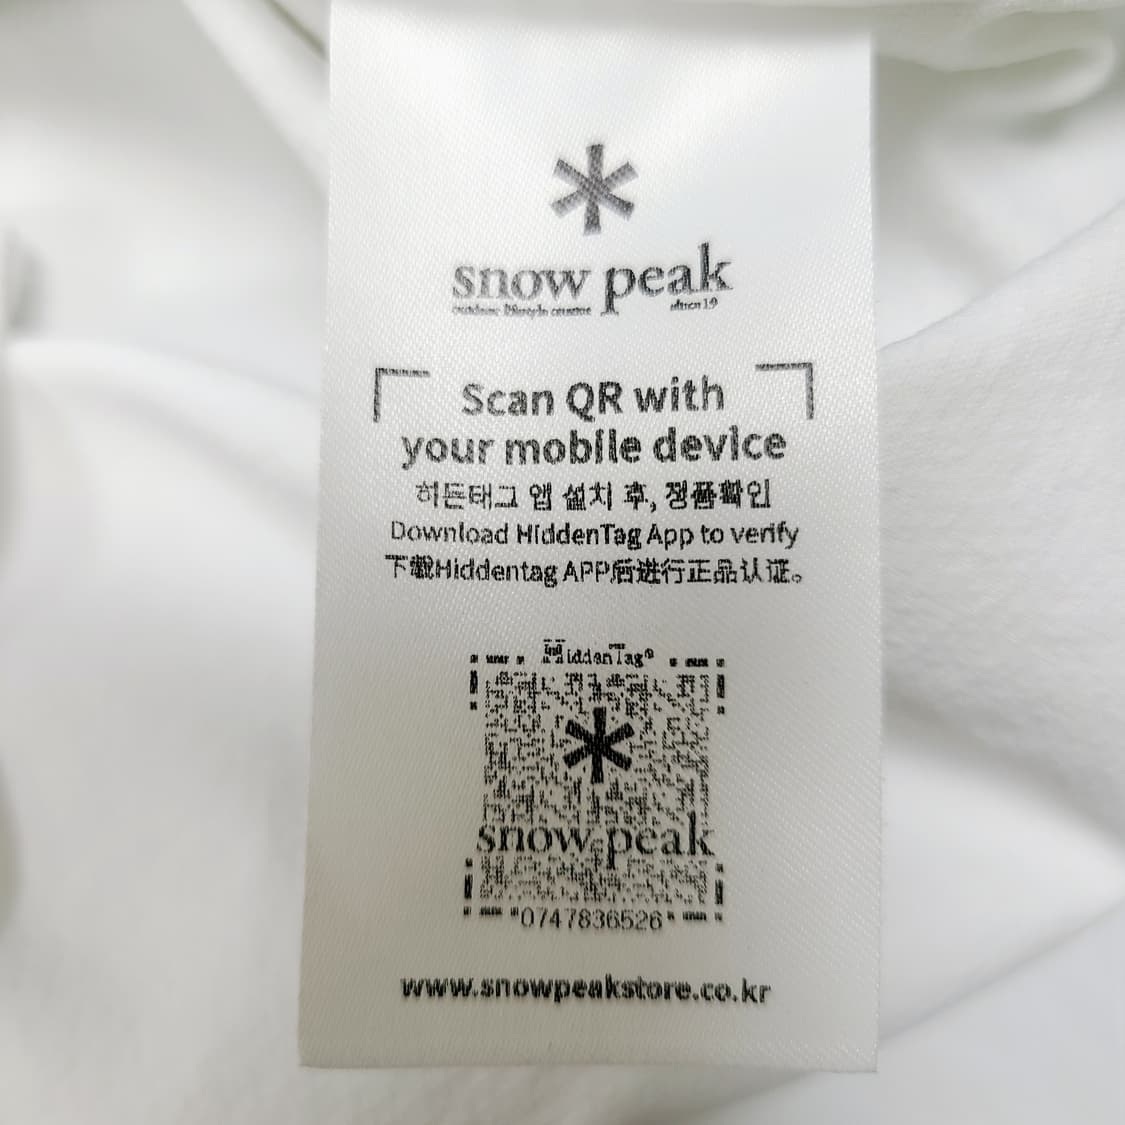 snow peak
Scan QR with
your mobile device
히든태그 앱 설치 후, 정품확인
Download HiddenTag App to verify
下载Hiddentag APP后进行正品认证。
HiddenTag®
snow peak
0747836526
www.snowpeakstore.co.kr